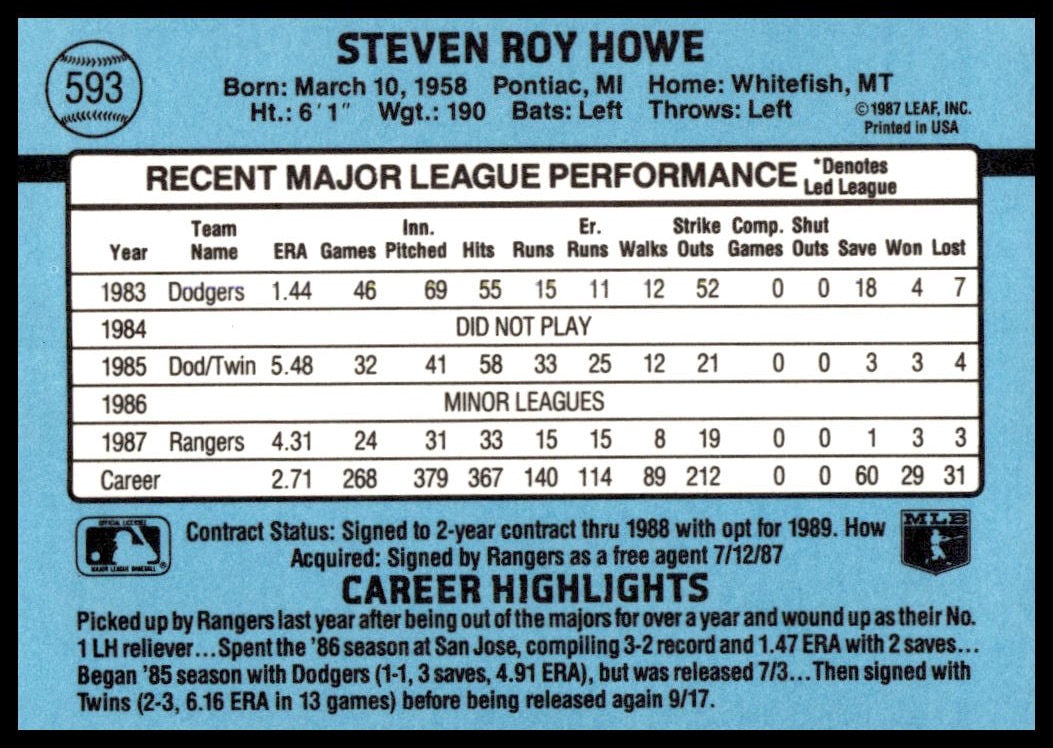 593
STEVEN ROY HOWE
Born: March 10, 1958 Pontiac, MI Home: Whitefish, MT
Ht.: 6'1" Wgt.: 190 Bats: Left Throws: Left
©1987 LEAF, INC.
Printed in USA
RECENT MAJOR LEAGUE PERFORMANCE *Denotes Led League
Year Team Name ERA Games Inn. Pitched Hits Runs Er. Runs Walks Strike Outs Comp. Games Shut Outs Save Won Lost
1983 Dodgers 1.44 46 69 55 15 11 12 52 0 0 18 4 7
1984 DID NOT PLAY
1985 Dod/Twin 5.48 32 41 58 33 25 12 21 0 0 3 3 4
1986 MINOR LEAGUES
1987 Rangers 4.31 24 31 33 15 15 8 19 0 0 1 3 3
Career 2.71 268 379 367 140 114 89 212 0 0 60 29 31
OFFICIAL LICENSEE
MAJOR LEAGUE BASEBALL
®
Contract Status: Signed to 2-year contract thru 1988 with opt for 1989. How
Acquired: Signed by Rangers as a free agent 7/12/87
MLB
CAREER HIGHLIGHTS
Picked up by Rangers last year after being out of the majors for over a year and wound up as their No.
1 LH reliever...Spent the '86 season at San Jose, compiling 3-2 record and 1.47 ERA with 2 saves...
Began '85 season with Dodgers (1-1, 3 saves, 4.91 ERA), but was released 7/3...Then signed with
Twins (2-3, 6.16 ERA in 13 games) before being released again 9/17.